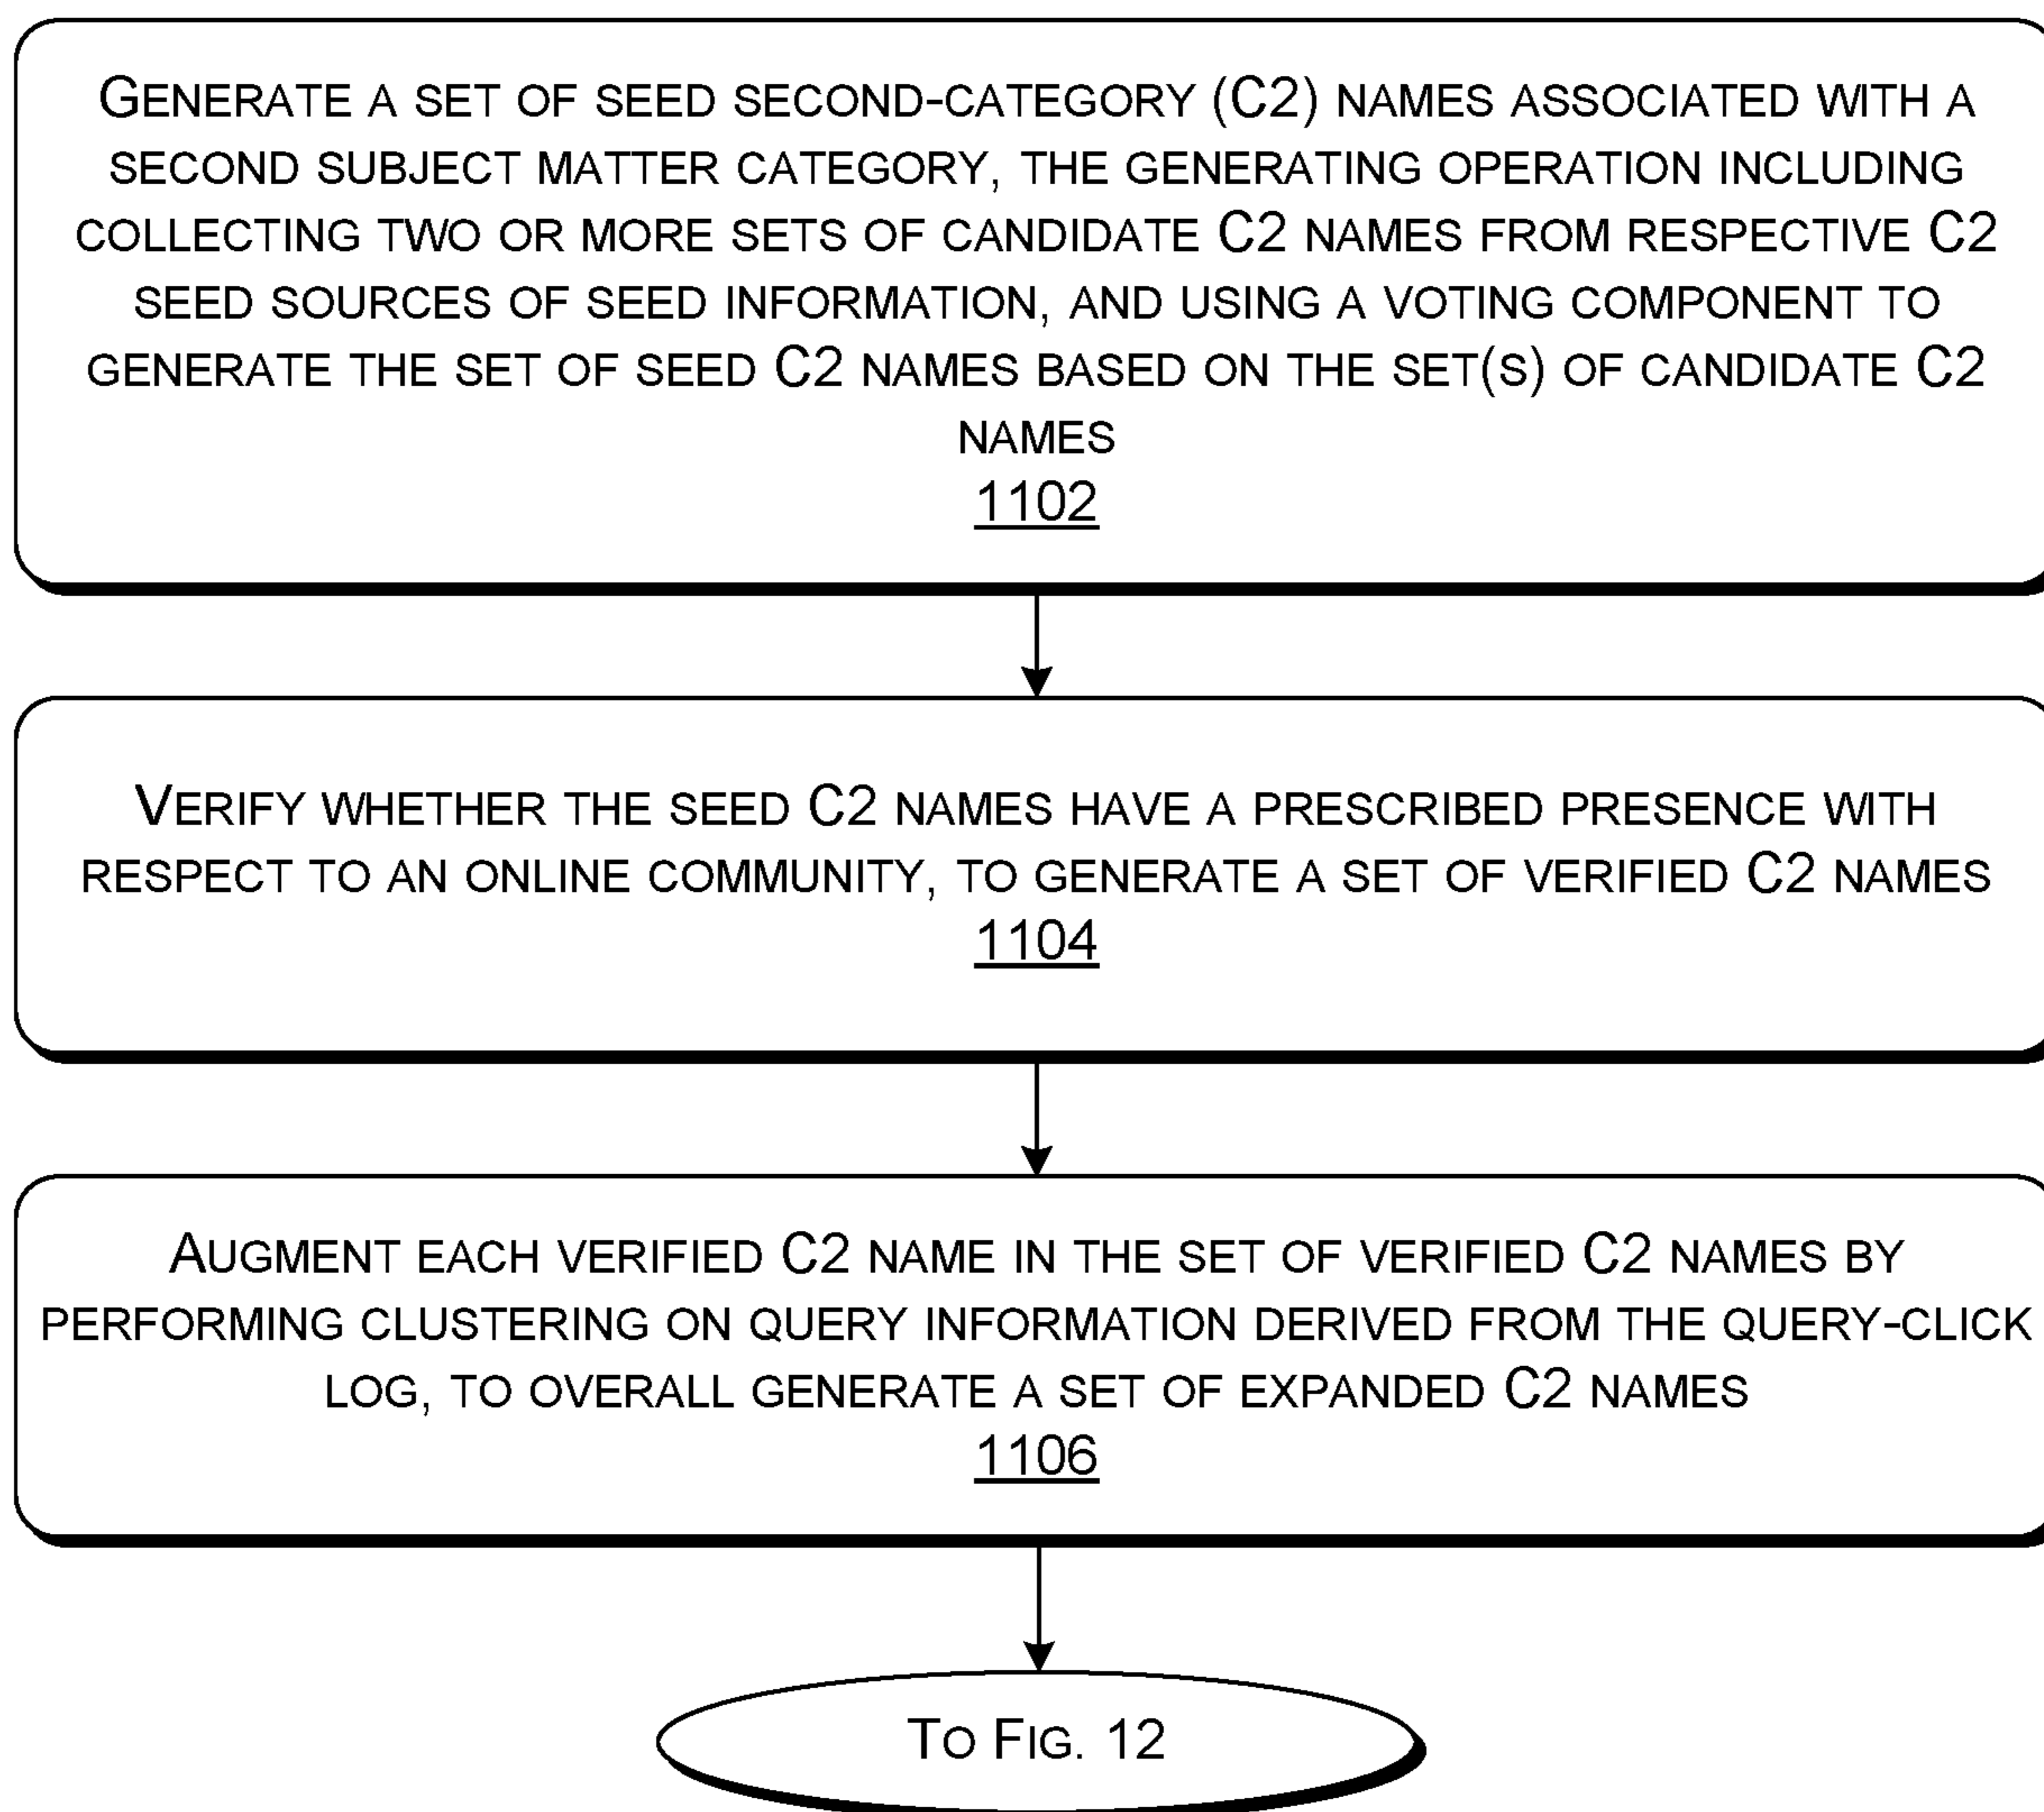 GENERATE A SET OF SEED SECOND-CATEGORY (C2) NAMES ASSOCIATED WITH A
SECOND SUBJECT MATTER CATEGORY, THE GENERATING OPERATION INCLUDING
COLLECTING TWO OR MORE SETS OF CANDIDATE C2 NAMES FROM RESPECTIVE C2
SEED SOURCES OF SEED INFORMATION, AND USING A VOTING COMPONENT TO
GENERATE THE SET OF SEED C2 NAMES BASED ON THE SET(S) OF CANDIDATE C2
NAMES
1102
VERIFY WHETHER THE SEED C2 NAMES HAVE A PRESCRIBED PRESENCE WITH
RESPECT TO AN ONLINE COMMUNITY, TO GENERATE A SET OF VERIFIED C2 NAMES
1104
AUGMENT EACH VERIFIED C2 NAME IN THE SET OF VERIFIED C2 NAMES BY
PERFORMING CLUSTERING ON QUERY INFORMATION DERIVED FROM THE QUERY-CLICK
LOG, TO OVERALL GENERATE A SET OF EXPANDED C2 NAMES
1106
TO FIG. 12